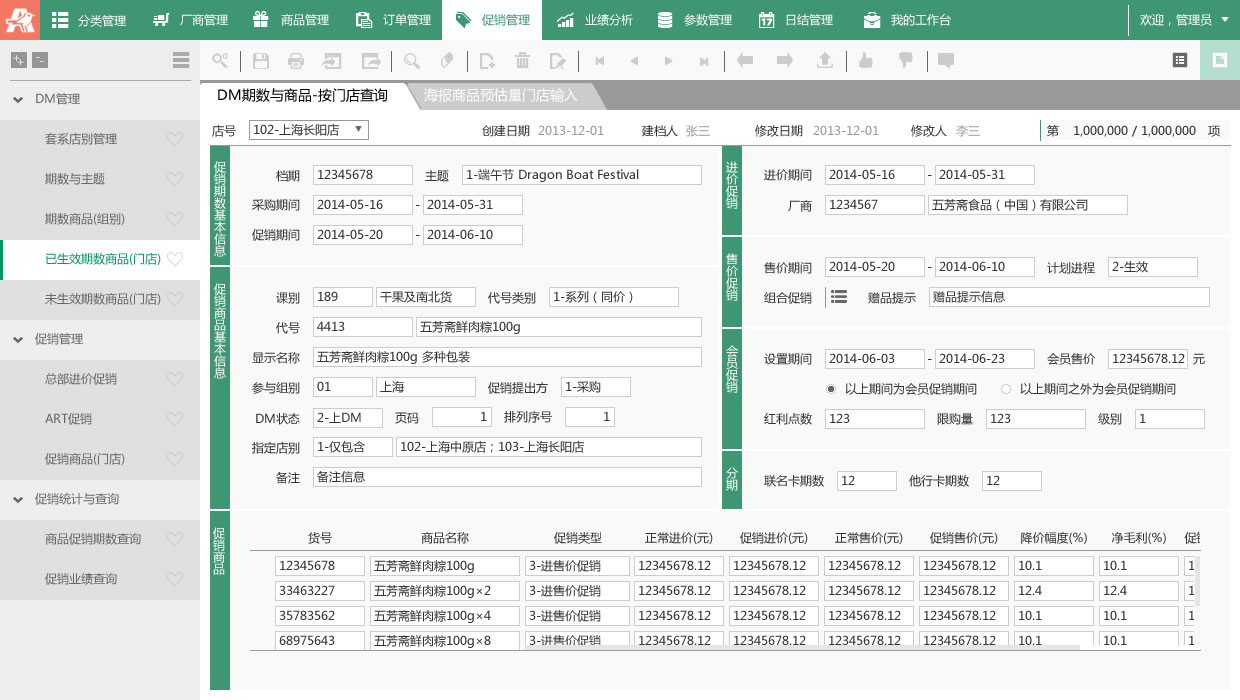 分类管理 厂商管理 商品管理 订单管理 促销管理 业绩分析 参数管理 日结管理 我的工作台 欢迎，管理员
DM管理
套系店别管理
期数与主题
期数商品(组别)
已生效期数商品(门店)
未生效期数商品(门店)
促销管理
总部进价促销
ART促销
促销商品(门店)
促销统计与查询
商品促销期数查询
促销业绩查询
DM期数与商品-按门店查询 海报商品预估量门店输入
店号 102-上海长阳店 创建日期 2013-12-01 建档人 张三 修改日期 2013-12-01 修改人 李三 第 1,000,000 / 1,000,000 项
促销期数基本信息
档期 12345678 主题 1-端午节 Dragon Boat Festival
采购期间 2014-05-16 - 2014-05-31
促销期间 2014-05-20 - 2014-06-10
促销商品基本信息
课别 189 干果及南北货 代号类别 1-系列（同价）
代号 4413 五芳斋鲜肉粽100g
显示名称 五芳斋鲜肉粽100g 多种包装
参与组别 01 上海 促销提出方 1-采购
DM状态 2-上DM 页码 1 排列序号 1
指定店别 1-仅包含 102-上海中原店；103-上海长阳店
备注 备注信息
进价促销
进价期间 2014-05-16 - 2014-05-31
厂商 1234567 五芳斋食品（中国）有限公司
售价促销
售价期间 2014-05-20 - 2014-06-10 计划进程 2-生效
组合促销 赠品提示 赠品提示信息
会员促销
设置期间 2014-06-03 - 2014-06-23 会员售价 12345678.12 元
以上期间为会员促销期间 以上期间之外为会员促销期间
红利点数 123 限购量 123 级别 1
分期
联名卡期数 12 他行卡期数 12
促销商品
货号 商品名称 促销类型 正常进价(元) 促销进价(元) 正常售价(元) 促销售价(元) 降价幅度(%) 净毛利(%) 促
12345678 五芳斋鲜肉粽100g 3-进售价促销 12345678.12 12345678.12 12345678.12 12345678.12 10.1 10.1 1
33463227 五芳斋鲜肉粽100g×2 3-进售价促销 12345678.12 12345678.12 12345678.12 12345678.12 12.4 12.4 1
35783562 五芳斋鲜肉粽100g×4 3-进售价促销 12345678.12 12345678.12 12345678.12 12345678.12 10.1 10.1 1
68975643 五芳斋鲜肉粽100g×8 3-进售价促销 12345678.12 12345678.12 12345678.12 12345678.12 10.1 10.1 1